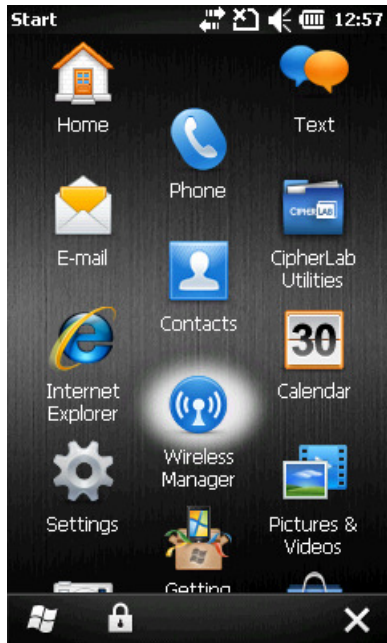 Start 12:57
Home
Text
Phone
E-mail
CIPHERLAB
CipherLab
Utilities
Contacts
30
Internet
Explorer
Calendar
Wireless
Manager
Settings
Pictures &
Videos
Getting